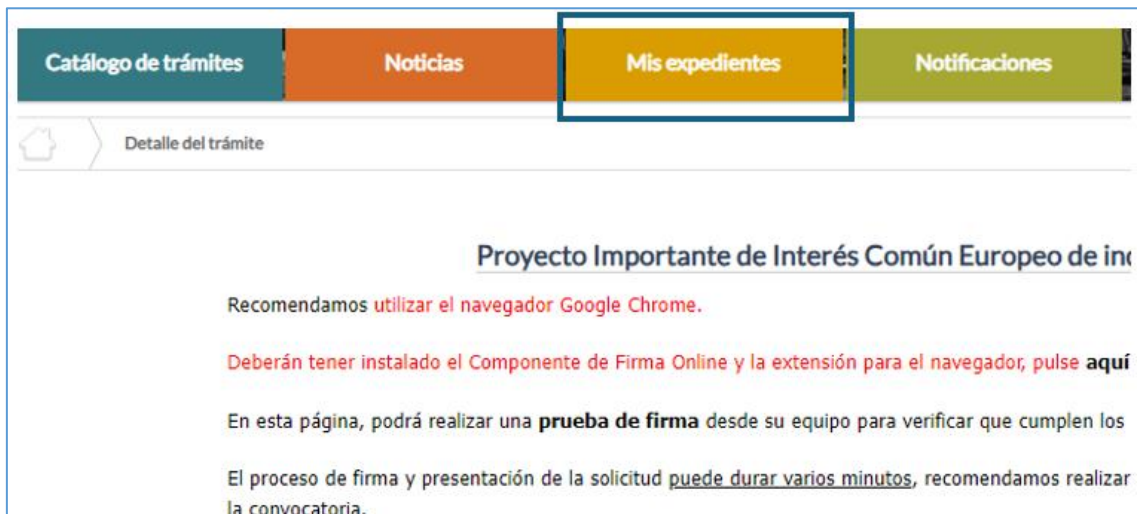 Catálogo de trámites Noticias Mis expedientes Notificaciones
Detalle del trámite
Proyecto Importante de Interés Común Europeo de
Recomendamos utilizar el navegador Google Chrome.
Deberán tener instalado el Componente de Firma Online y la extensión para el navegador, pulse aquí
En esta página, podrá realizar una prueba de firma desde su equipo para verificar que cumplen los
El proceso de firma y presentación de la solicitud puede durar varios minutos, recomendamos realizar
la convocatoria.